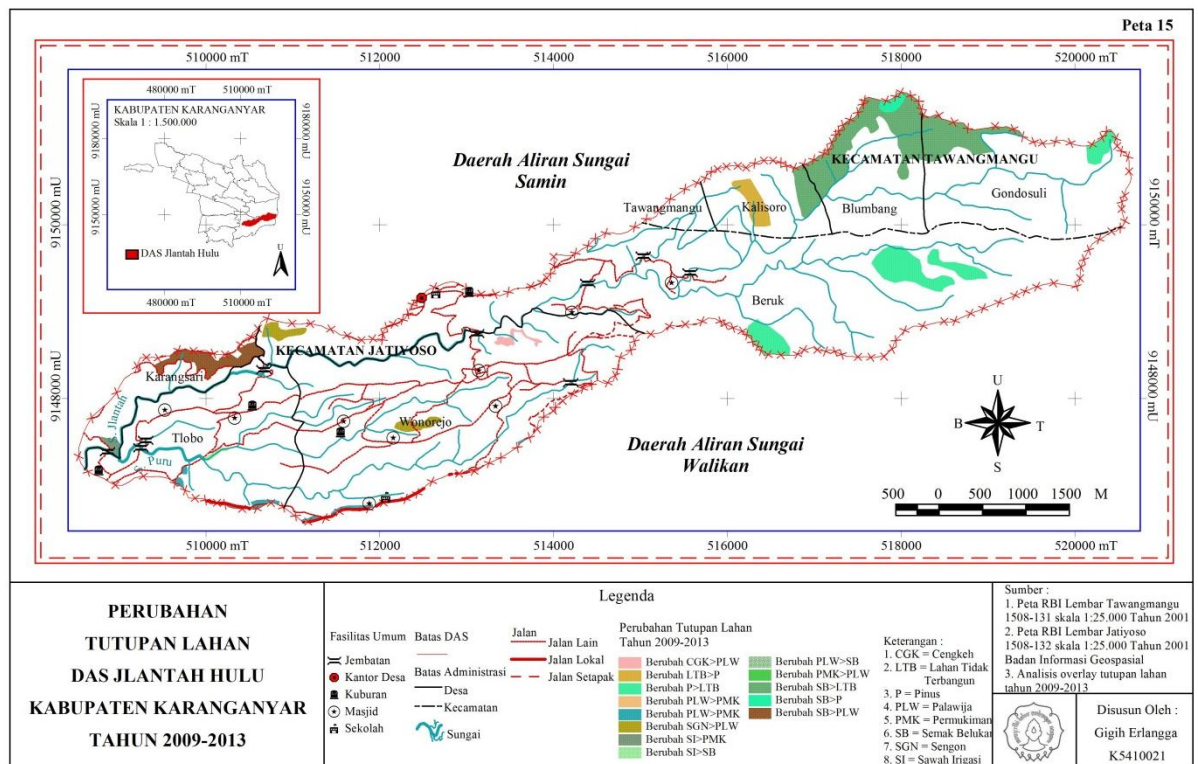 Peta 15
510000 mT
512000 mT
514000 mT
516000 mT
518000 mT
520000 mT
480000 mT
510000 mT
KABUPATEN KARANGANYAR
Skala 1 : 1.500.000
9180000 mU
9180000 mU
9150000 mU
9150000 mU
DAS Jlantah Hulu
U
480000 mT
510000 mT
Daerah Aliran Sungai
Samin
KECAMATAN TAWANGMANGU
Tawangmangu
Kalisoro
Blumbang
Gondosuli
9150000 mU
9150000 mT
Beruk
KECAMATAN JATIYOSO
Karangsari
9148000 mU
9148000 mU
Jlantah
Tlobo
Wonorejo
S. Puru
Daerah Aliran Sungai
Walikan
U
B
T
S
500 0 500 1000 1500 M
510000 mT
512000 mT
514000 mT
516000 mT
518000 mT
520000 mT
PERUBAHAN
TUTUPAN LAHAN
DAS JLANTAH HULU
KABUPATEN KARANGANYAR
TAHUN 2009-2013
Legenda
Fasilitas Umum
Jembatan
Kantor Desa
Kuburan
Masjid
Sekolah
Batas DAS
Batas Administrasi
Desa
Kecamatan
Sungai
Jalan
Jalan Lain
Jalan Lokal
Jalan Setapak
Perubahan Tutupan Lahan
Tahun 2009-2013
Berubah CGK>PLW
Berubah LTB>P
Berubah P>LTB
Berubah PLW>PMK
Berubah PLW>PMK
Berubah SGN>PLW
Berubah SI>PMK
Berubah SI>SB
Berubah PLW>SB
Berubah PMK>PLW
Berubah SB>LTB
Berubah SB>P
Berubah SB>PLW
Keterangan :
1. CGK = Cengkeh
2. LTB = Lahan Tidak
Terbangun
3. P = Pinus
4. PLW = Palawija
5. PMK = Permukiman
6. SB = Semak Belukar
7. SGN = Sengon
8. SI = Sawah Irigasi
Sumber :
1. Peta RBI Lembar Tawangmangu
1508-131 skala 1:25.000 Tahun 2001
2. Peta RBI Lembar Jatiyoso
1508-132 skala 1:25.000 Tahun 2001
Badan Informasi Geospasial
3. Analisis overlay tutupan lahan
tahun 2009-2013
Disusun Oleh :
Gigih Erlangga
K5410021